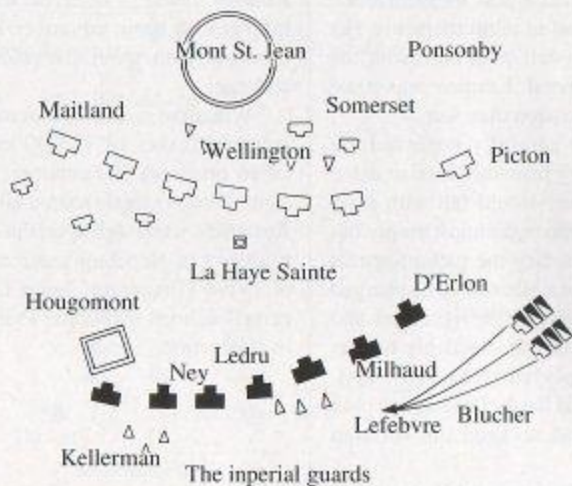 Mont St. Jean
Ponsonby
Maitland
Somerset
Wellington
Picton
La Haye Sainte
D'Erlon
Hougomont
Ledru
Milhaud
Ney
Lefebvre
Blucher
Kellerman
The inperial guards